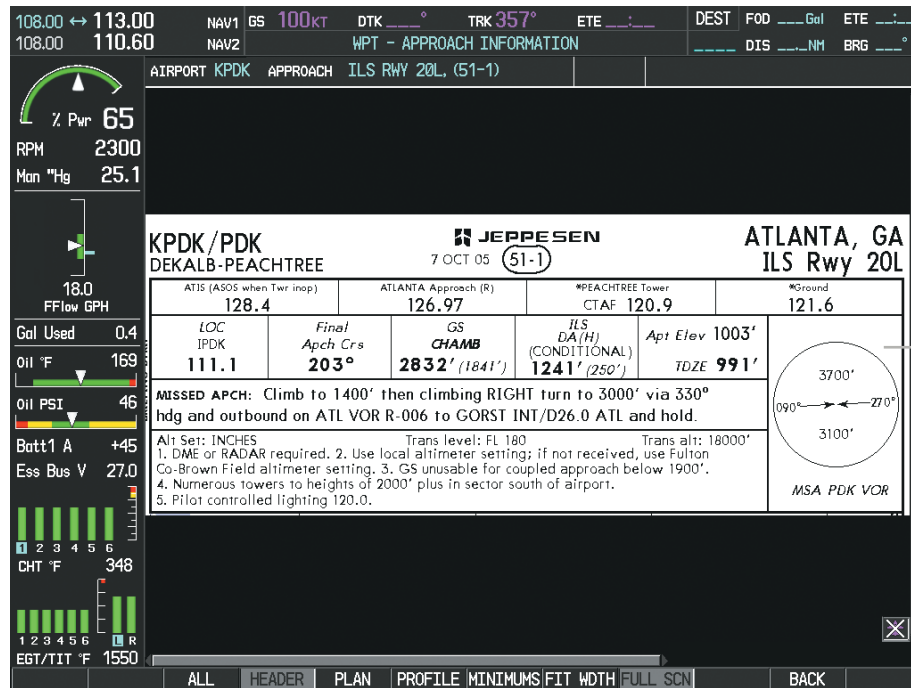 108.00 ↔ 113.00 NAV1 GS 100KT DTK ___° TRK 357° ETE __:__ DEST FOD ___Gal ETE __:__
108.00 110.60 NAV2 WPT - APPROACH INFORMATION ____ DIS __._NM BRG ___°
AIRPORT KPDK APPROACH ILS RWY 20L, (51-1)
% Pwr 65
RPM 2300
Man "Hg 25.1
18.0
FFlow GPH
Gal Used 0.4
Oil °F 169
Oil PSI 46
Batt1 A +45
Ess Bus V 27.0
1 2 3 4 5 6
CHT °F 348
1 2 3 4 5 6 L R
EGT/TIT °F 1550
KPDK/PDK JEPPESEN ATLANTA, GA
DEKALB-PEACHTREE 7 OCT 05 51-1 ILS Rwy 20L
ATIS (ASOS when Twr inop) ATLANTA Approach (R) *PEACHTREE Tower *Ground
128.4 126.97 CTAF 120.9 121.6
LOC Final GS ILS
IPDK Apch Crs CHAMB DA(H)
(CONDITIONAL) Apt Elev 1003'
111.1 203° 2832' (1841') 1241' (250') TDZE 991'
MISSED APCH: Climb to 1400' then climbing RIGHT turn to 3000' via 330°
hdg and outbound on ATL VOR R-006 to GORST INT/D26.0 ATL and hold.
Alt Set: INCHES Trans level: FL 180 Trans alt: 18000'
1. DME or RADAR required. 2. Use local altimeter setting; if not received, use Fulton
Co-Brown Field altimeter setting. 3. GS unusable for coupled approach below 1900'.
4. Numerous towers to heights of 2000' plus in sector south of airport.
5. Pilot controlled lighting 120.0.
3700'
090° 270°
3100'
MSA PDK VOR
ALL HEADER PLAN PROFILE MINIMUMS FIT WDTH FULL SCN BACK